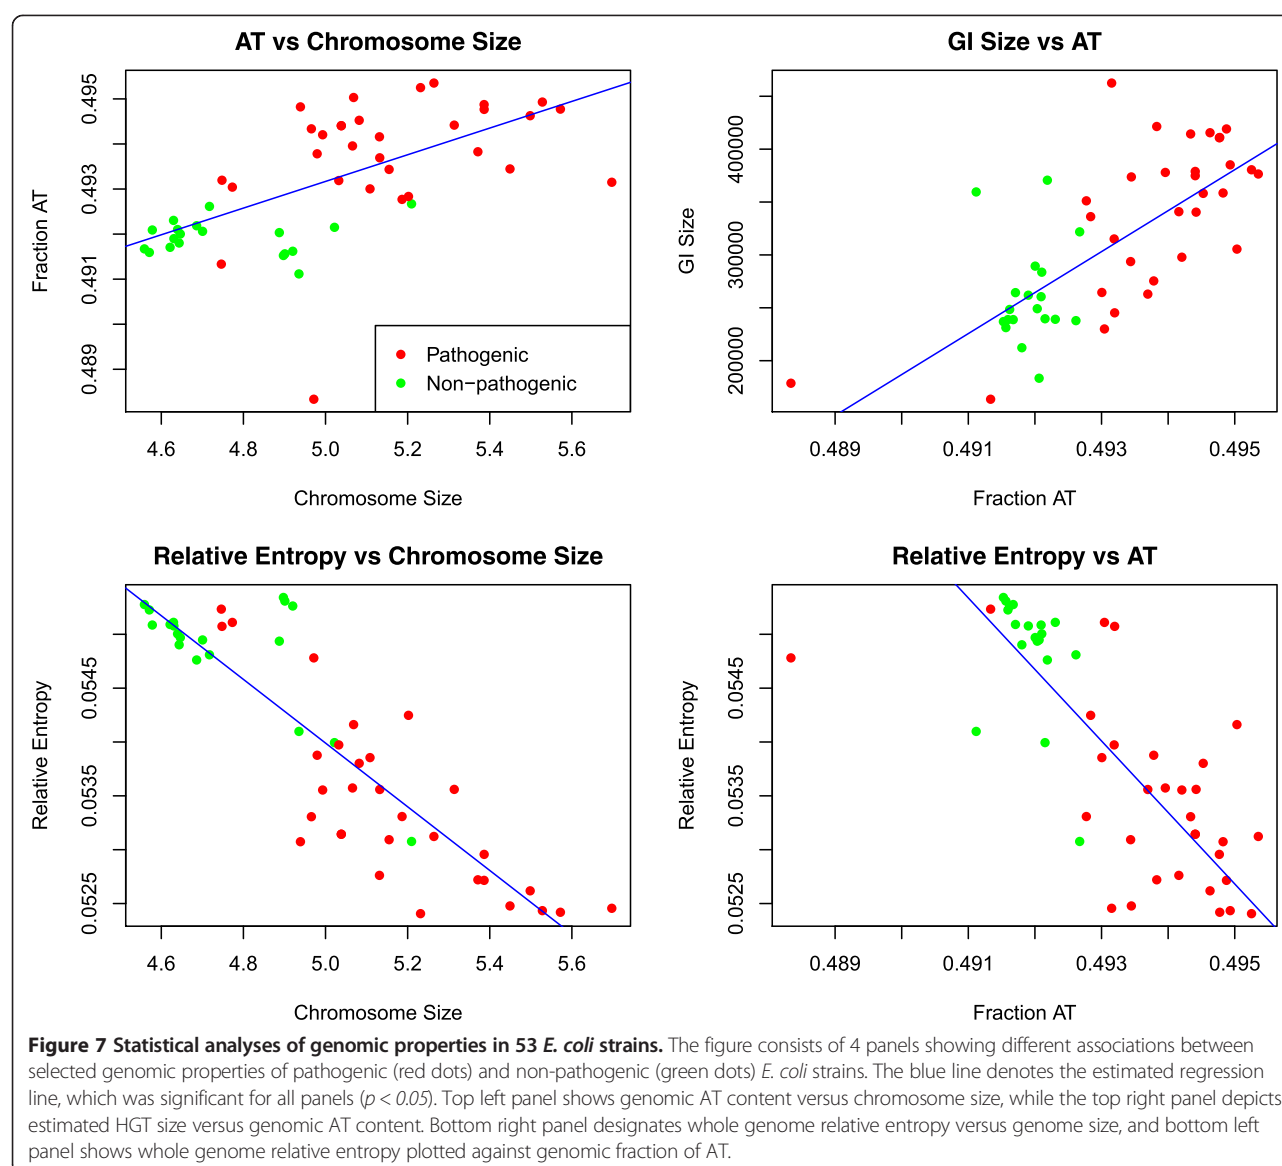 AT vs Chromosome Size
Fraction AT
0.489 0.491 0.493 0.495
Pathogenic
Non−pathogenic
4.6 4.8 5.0 5.2 5.4 5.6
Chromosome Size
GI Size vs AT
GI Size
200000 300000 400000
0.489 0.491 0.493 0.495
Fraction AT
Relative Entropy vs Chromosome Size
Relative Entropy
0.0525 0.0535 0.0545
4.6 4.8 5.0 5.2 5.4 5.6
Chromosome Size
Relative Entropy vs AT
Relative Entropy
0.0525 0.0535 0.0545
0.489 0.491 0.493 0.495
Fraction AT
Figure 7 Statistical analyses of genomic properties in 53 E. coli strains. The figure consists of 4 panels showing different associations between
selected genomic properties of pathogenic (red dots) and non-pathogenic (green dots) E. coli strains. The blue line denotes the estimated regression
line, which was significant for all panels (p < 0.05). Top left panel shows genomic AT content versus chromosome size, while the top right panel depicts
estimated HGT size versus genomic AT content. Bottom right panel designates whole genome relative entropy versus genome size, and bottom left
panel shows whole genome relative entropy plotted against genomic fraction of AT.